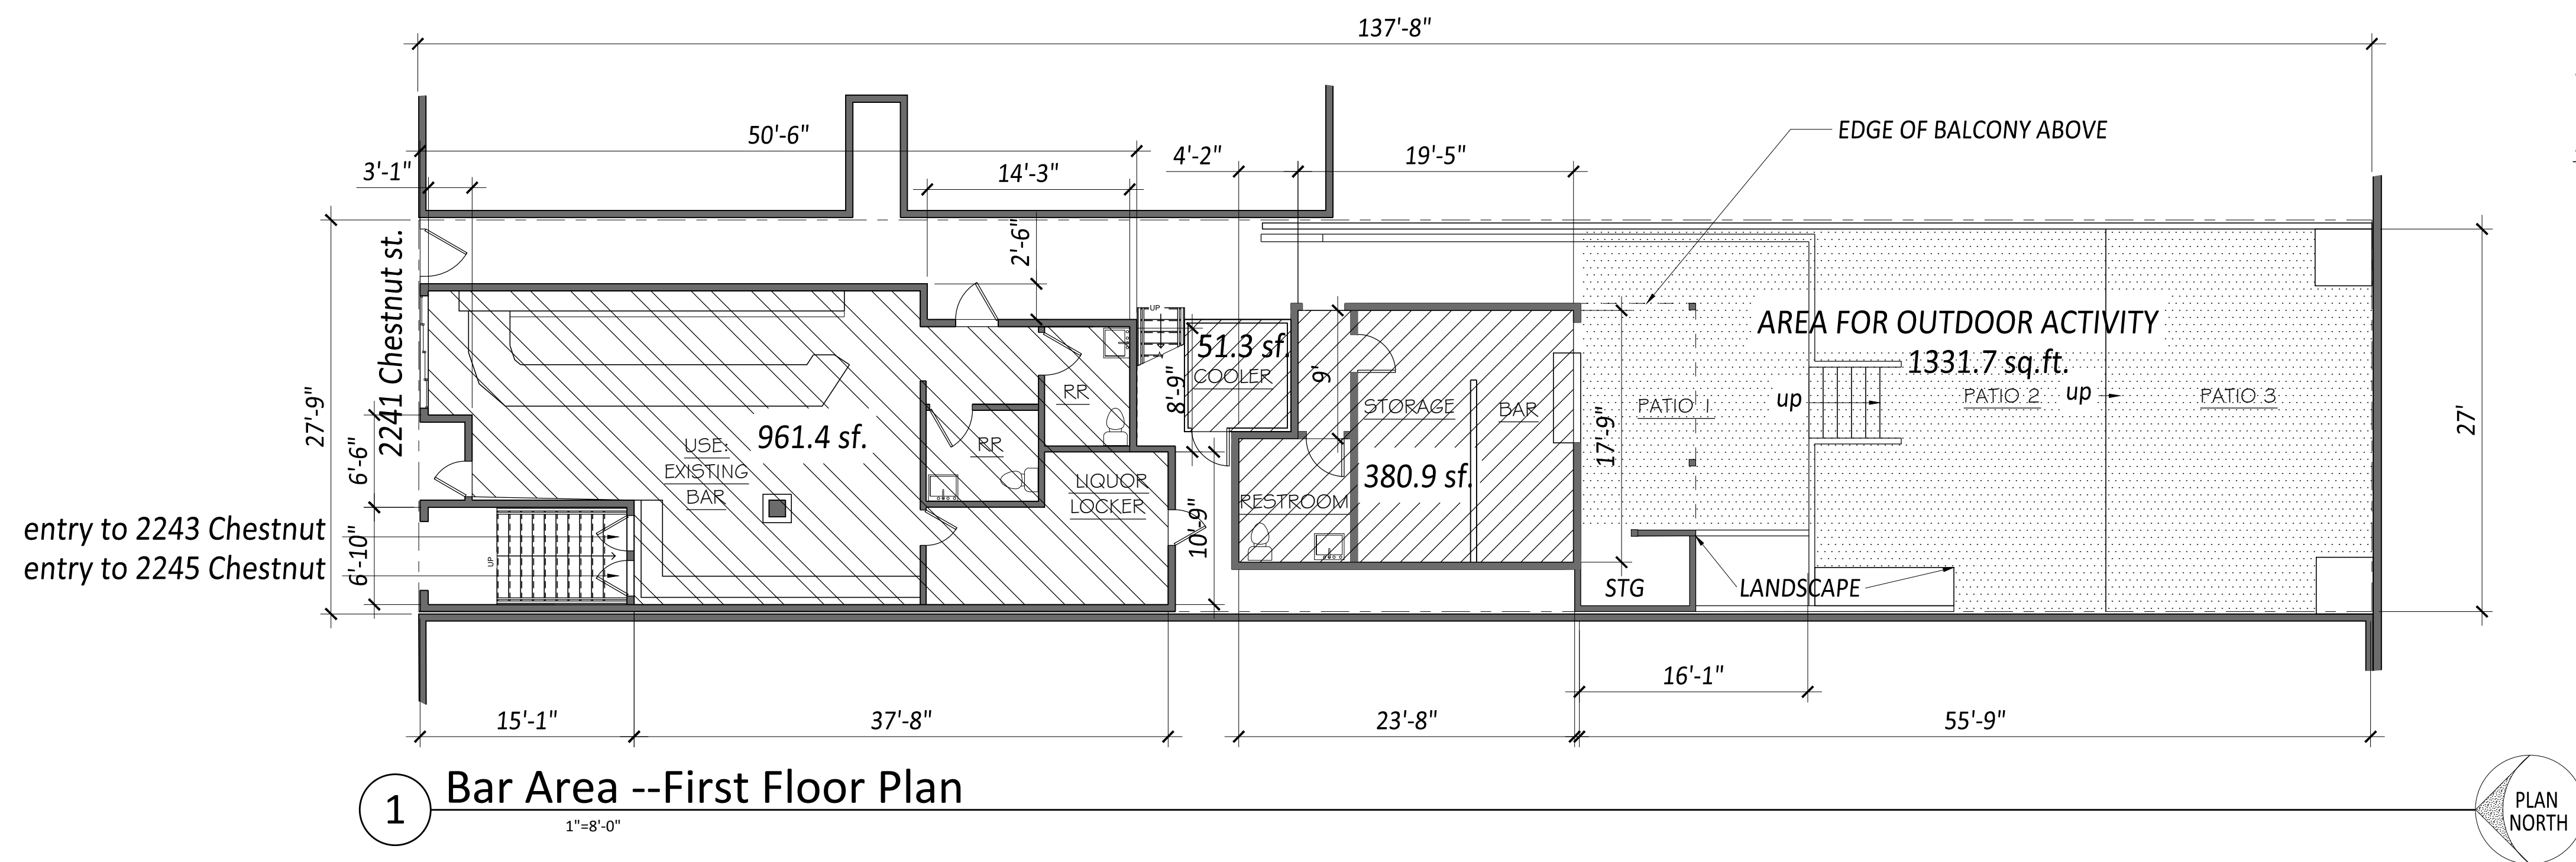 137'-8"
EDGE OF BALCONY ABOVE
50'-6"
3'-1"
14'-3"
4'-2"
19'-5"
2'-6"
2241 Chestnut st.
27'-9"
6'-6"
6'-10"
entry to 2243 Chestnut
entry to 2245 Chestnut
UP
USE:
EXISTING
BAR
961.4 sf.
RR
RR
LIQUOR
LOCKER
UP
51.3 sf.
COOLER
8'-9"
10'-9"
9'
STORAGE
BAR
RESTROOM
380.9 sf.
17'-9"
AREA FOR OUTDOOR ACTIVITY
1331.7 sq.ft.
PATIO 1
up
PATIO 2
up
PATIO 3
27'
STG
LANDSCAPE
16'-1"
15'-1"
37'-8"
23'-8"
55'-9"
1
Bar Area --First Floor Plan
1"=8'-0"
PLAN
NORTH